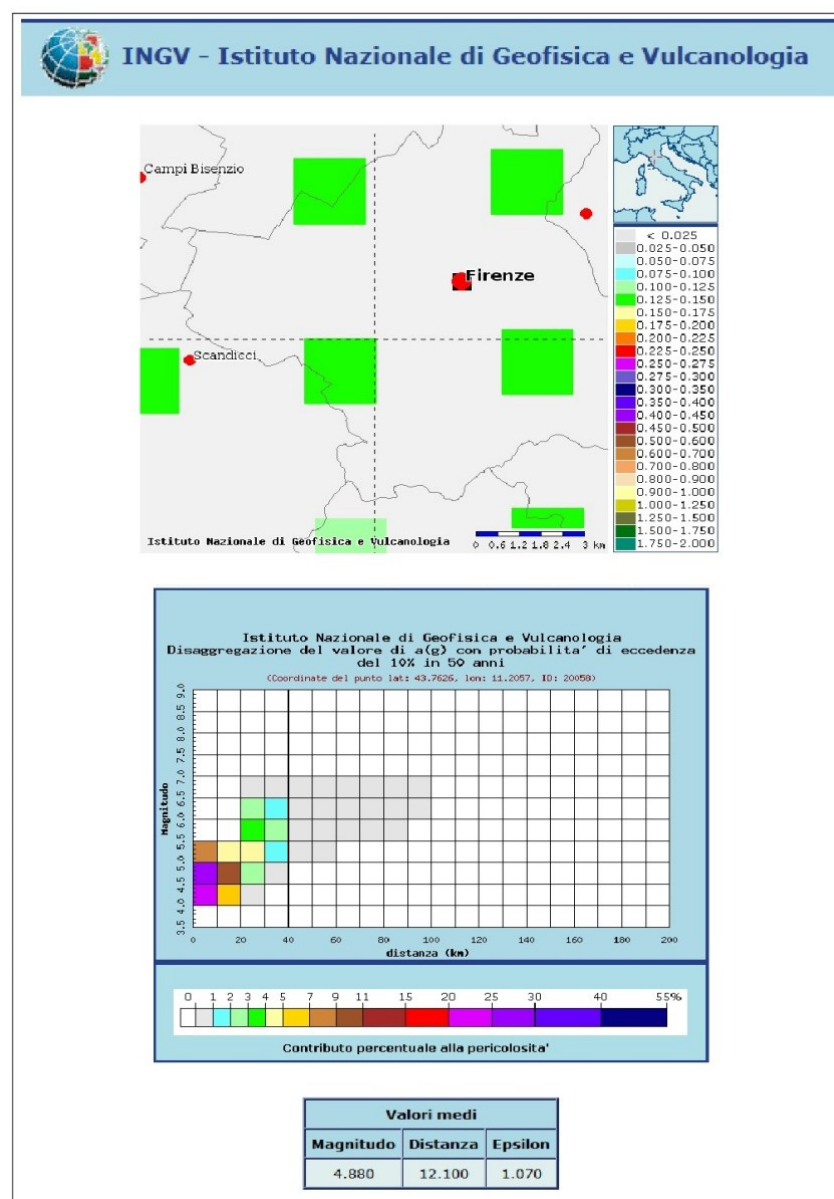 INGV - Istituto Nazionale di Geofisica e Vulcanologia
Campi Bisenzio
Firenze
Scandicci
Istituto Nazionale di Geofisica e Vulcanologia
0 0.6 1.2 1.8 2.4 3 km
< 0.025
0.025-0.050
0.050-0.075
0.075-0.100
0.100-0.125
0.125-0.150
0.150-0.175
0.175-0.200
0.200-0.225
0.225-0.250
0.250-0.275
0.275-0.300
0.300-0.350
0.350-0.400
0.400-0.450
0.450-0.500
0.500-0.600
0.600-0.700
0.700-0.800
0.800-0.900
0.900-1.000
1.000-1.250
1.250-1.500
1.500-1.750
1.750-2.000
Istituto Nazionale di Geofisica e Vulcanologia
Disaggregazione del valore di a(g) con probabilita' di eccedenza
del 10% in 50 anni
(Coordinate del punto lat: 43.7626, lon: 11.2057, ID: 20058)
Magnitudo
9.0
8.5
8.0
7.5
7.0
6.5
6.0
5.5
5.0
4.5
4.0
3.5
0 20 40 60 80 100 120 140 160 180 200
distanza (km)
0 1 2 3 4 5 7 9 11 15 20 25 30 40 55%
Contributo percentuale alla pericolosita'
Valori medi
Magnitudo Distanza Epsilon
4.880 12.100 1.070